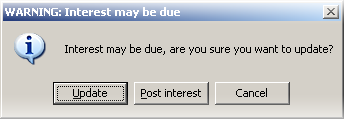 WARNING: Interest may be due
Interest may be due, are you sure you want to update?
Update Post interest Cancel